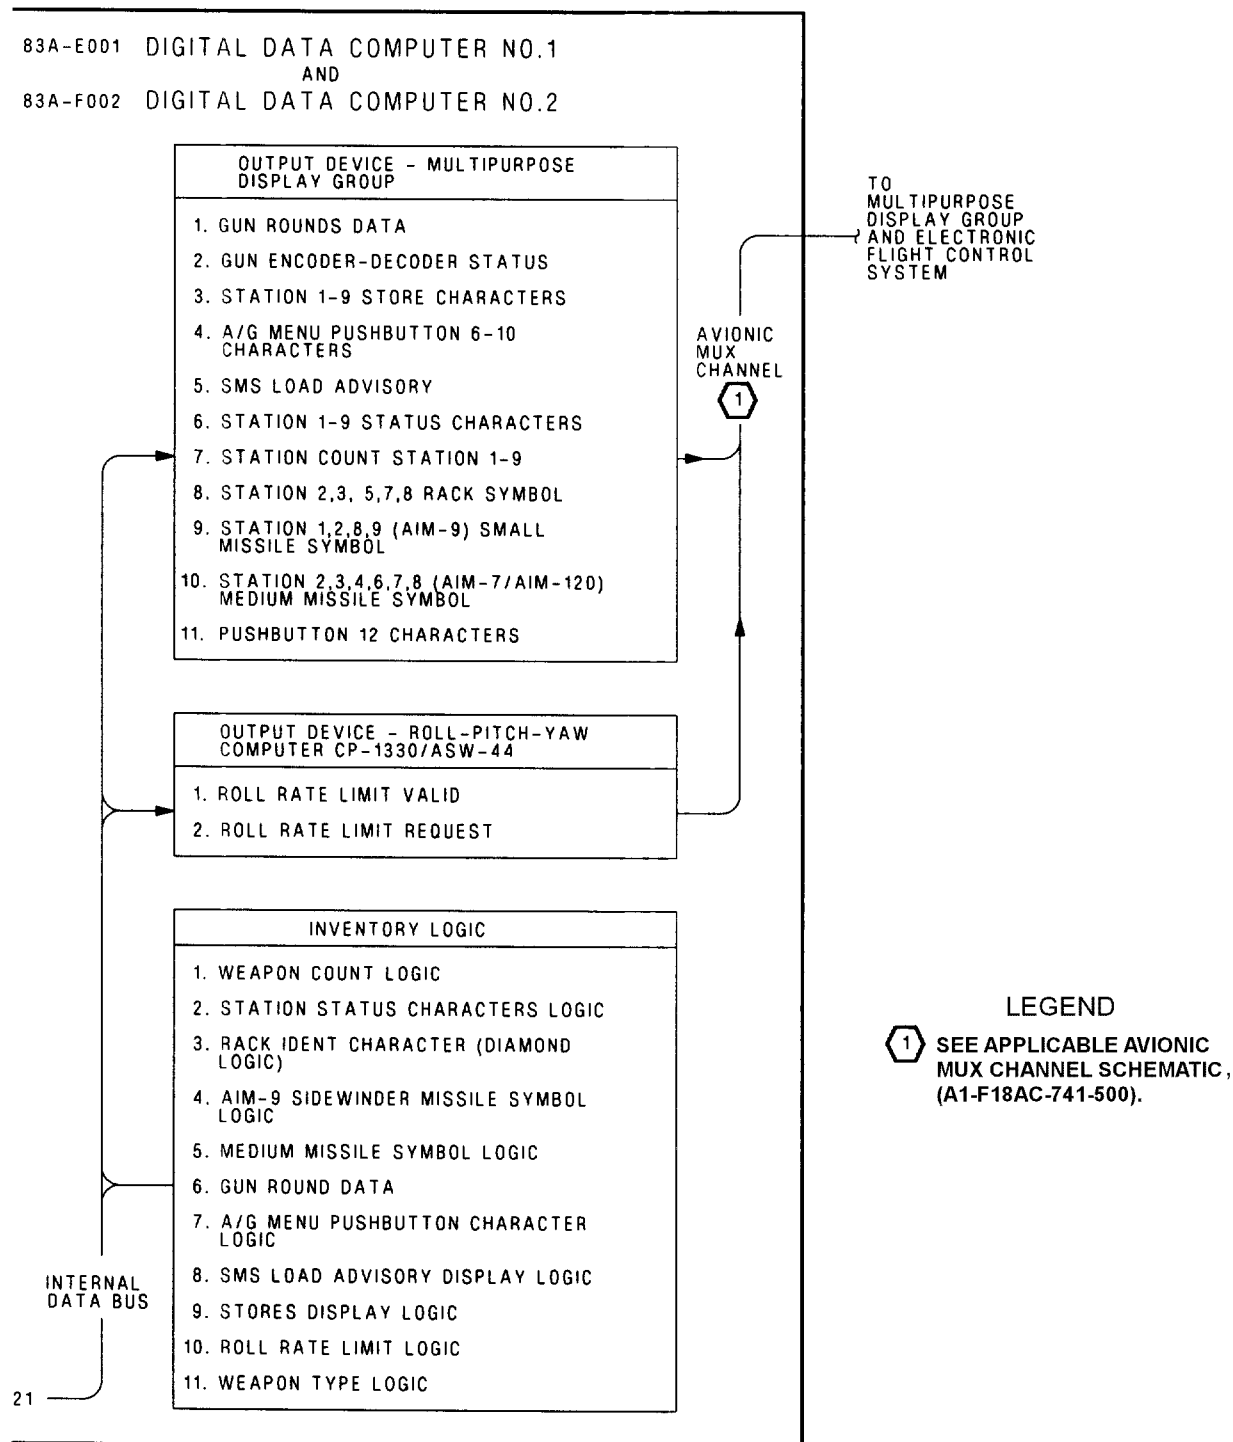 83A-E001 DIGITAL DATA COMPUTER NO.1
AND
83A-F002 DIGITAL DATA COMPUTER NO.2
OUTPUT DEVICE - MULTIPURPOSE
DISPLAY GROUP
1. GUN ROUNDS DATA
2. GUN ENCODER-DECODER STATUS
3. STATION 1-9 STORE CHARACTERS
4. A/G MENU PUSHBUTTON 6-10
CHARACTERS
5. SMS LOAD ADVISORY
6. STATION 1-9 STATUS CHARACTERS
7. STATION COUNT STATION 1-9
8. STATION 2,3, 5,7,8 RACK SYMBOL
9. STATION 1,2,8,9 (AIM-9) SMALL
MISSILE SYMBOL
10. STATION 2,3,4,6,7,8 (AIM-7/AIM-120)
MEDIUM MISSILE SYMBOL
11. PUSHBUTTON 12 CHARACTERS
TO
MULTIPURPOSE
DISPLAY GROUP
AND ELECTRONIC
FLIGHT CONTROL
SYSTEM
AVIONIC
MUX
CHANNEL
1
OUTPUT DEVICE - ROLL-PITCH-YAW
COMPUTER CP-1330/ASW-44
1. ROLL RATE LIMIT VALID
2. ROLL RATE LIMIT REQUEST
INVENTORY LOGIC
1. WEAPON COUNT LOGIC
2. STATION STATUS CHARACTERS LOGIC
3. RACK IDENT CHARACTER (DIAMOND
LOGIC)
4. AIM-9 SIDEWINDER MISSILE SYMBOL
LOGIC
5. MEDIUM MISSILE SYMBOL LOGIC
6. GUN ROUND DATA
7. A/G MENU PUSHBUTTON CHARACTER
LOGIC
8. SMS LOAD ADVISORY DISPLAY LOGIC
9. STORES DISPLAY LOGIC
10. ROLL RATE LIMIT LOGIC
11. WEAPON TYPE LOGIC
INTERNAL
DATA BUS
21
LEGEND
1 SEE APPLICABLE AVIONIC
MUX CHANNEL SCHEMATIC,
(A1-F18AC-741-500).